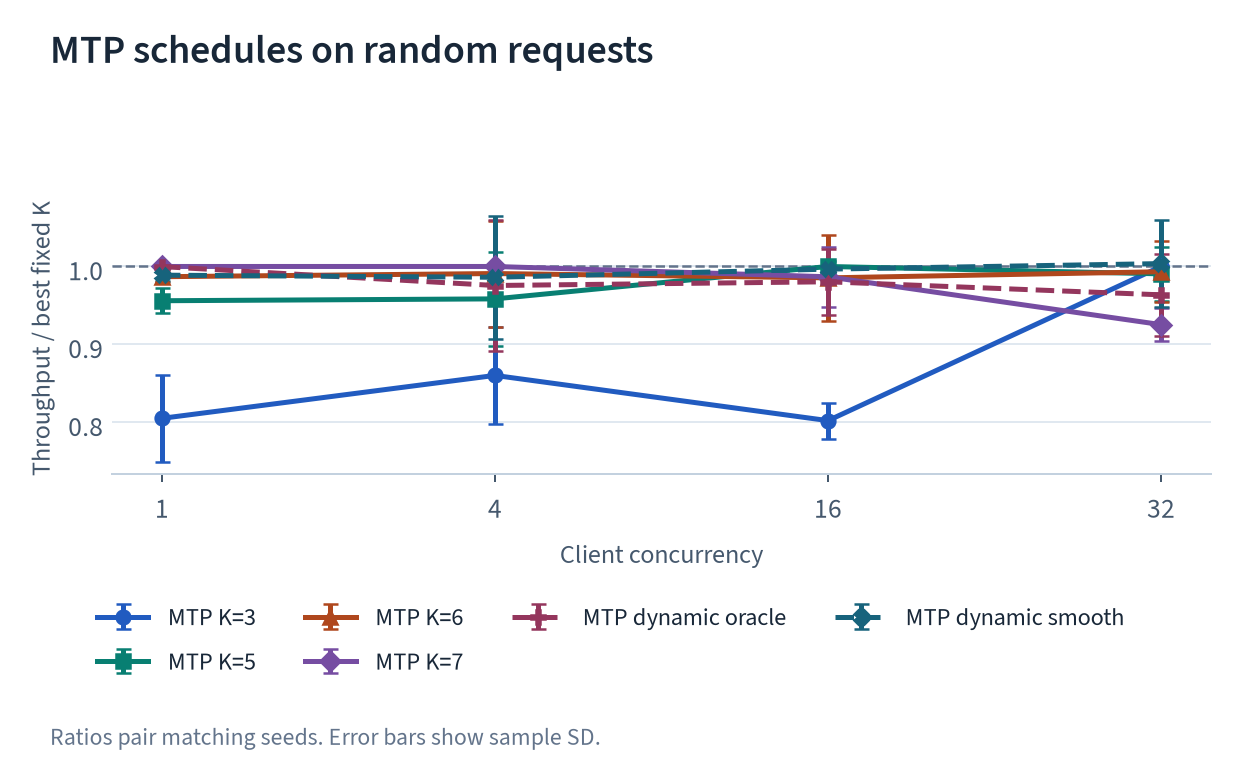 MTP schedules on random requests
Throughput / best fixed K
1.0
0.9
0.8
1 4 16 32
Client concurrency
MTP K=3 MTP K=6 MTP dynamic oracle MTP dynamic smooth
MTP K=5 MTP K=7
Ratios pair matching seeds. Error bars show sample SD.